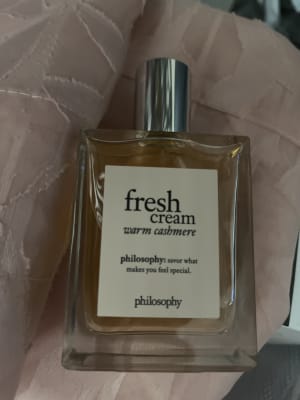 fresh
cream
warm cashmere
philosophy: savor what
makes you feel special.
philosophy